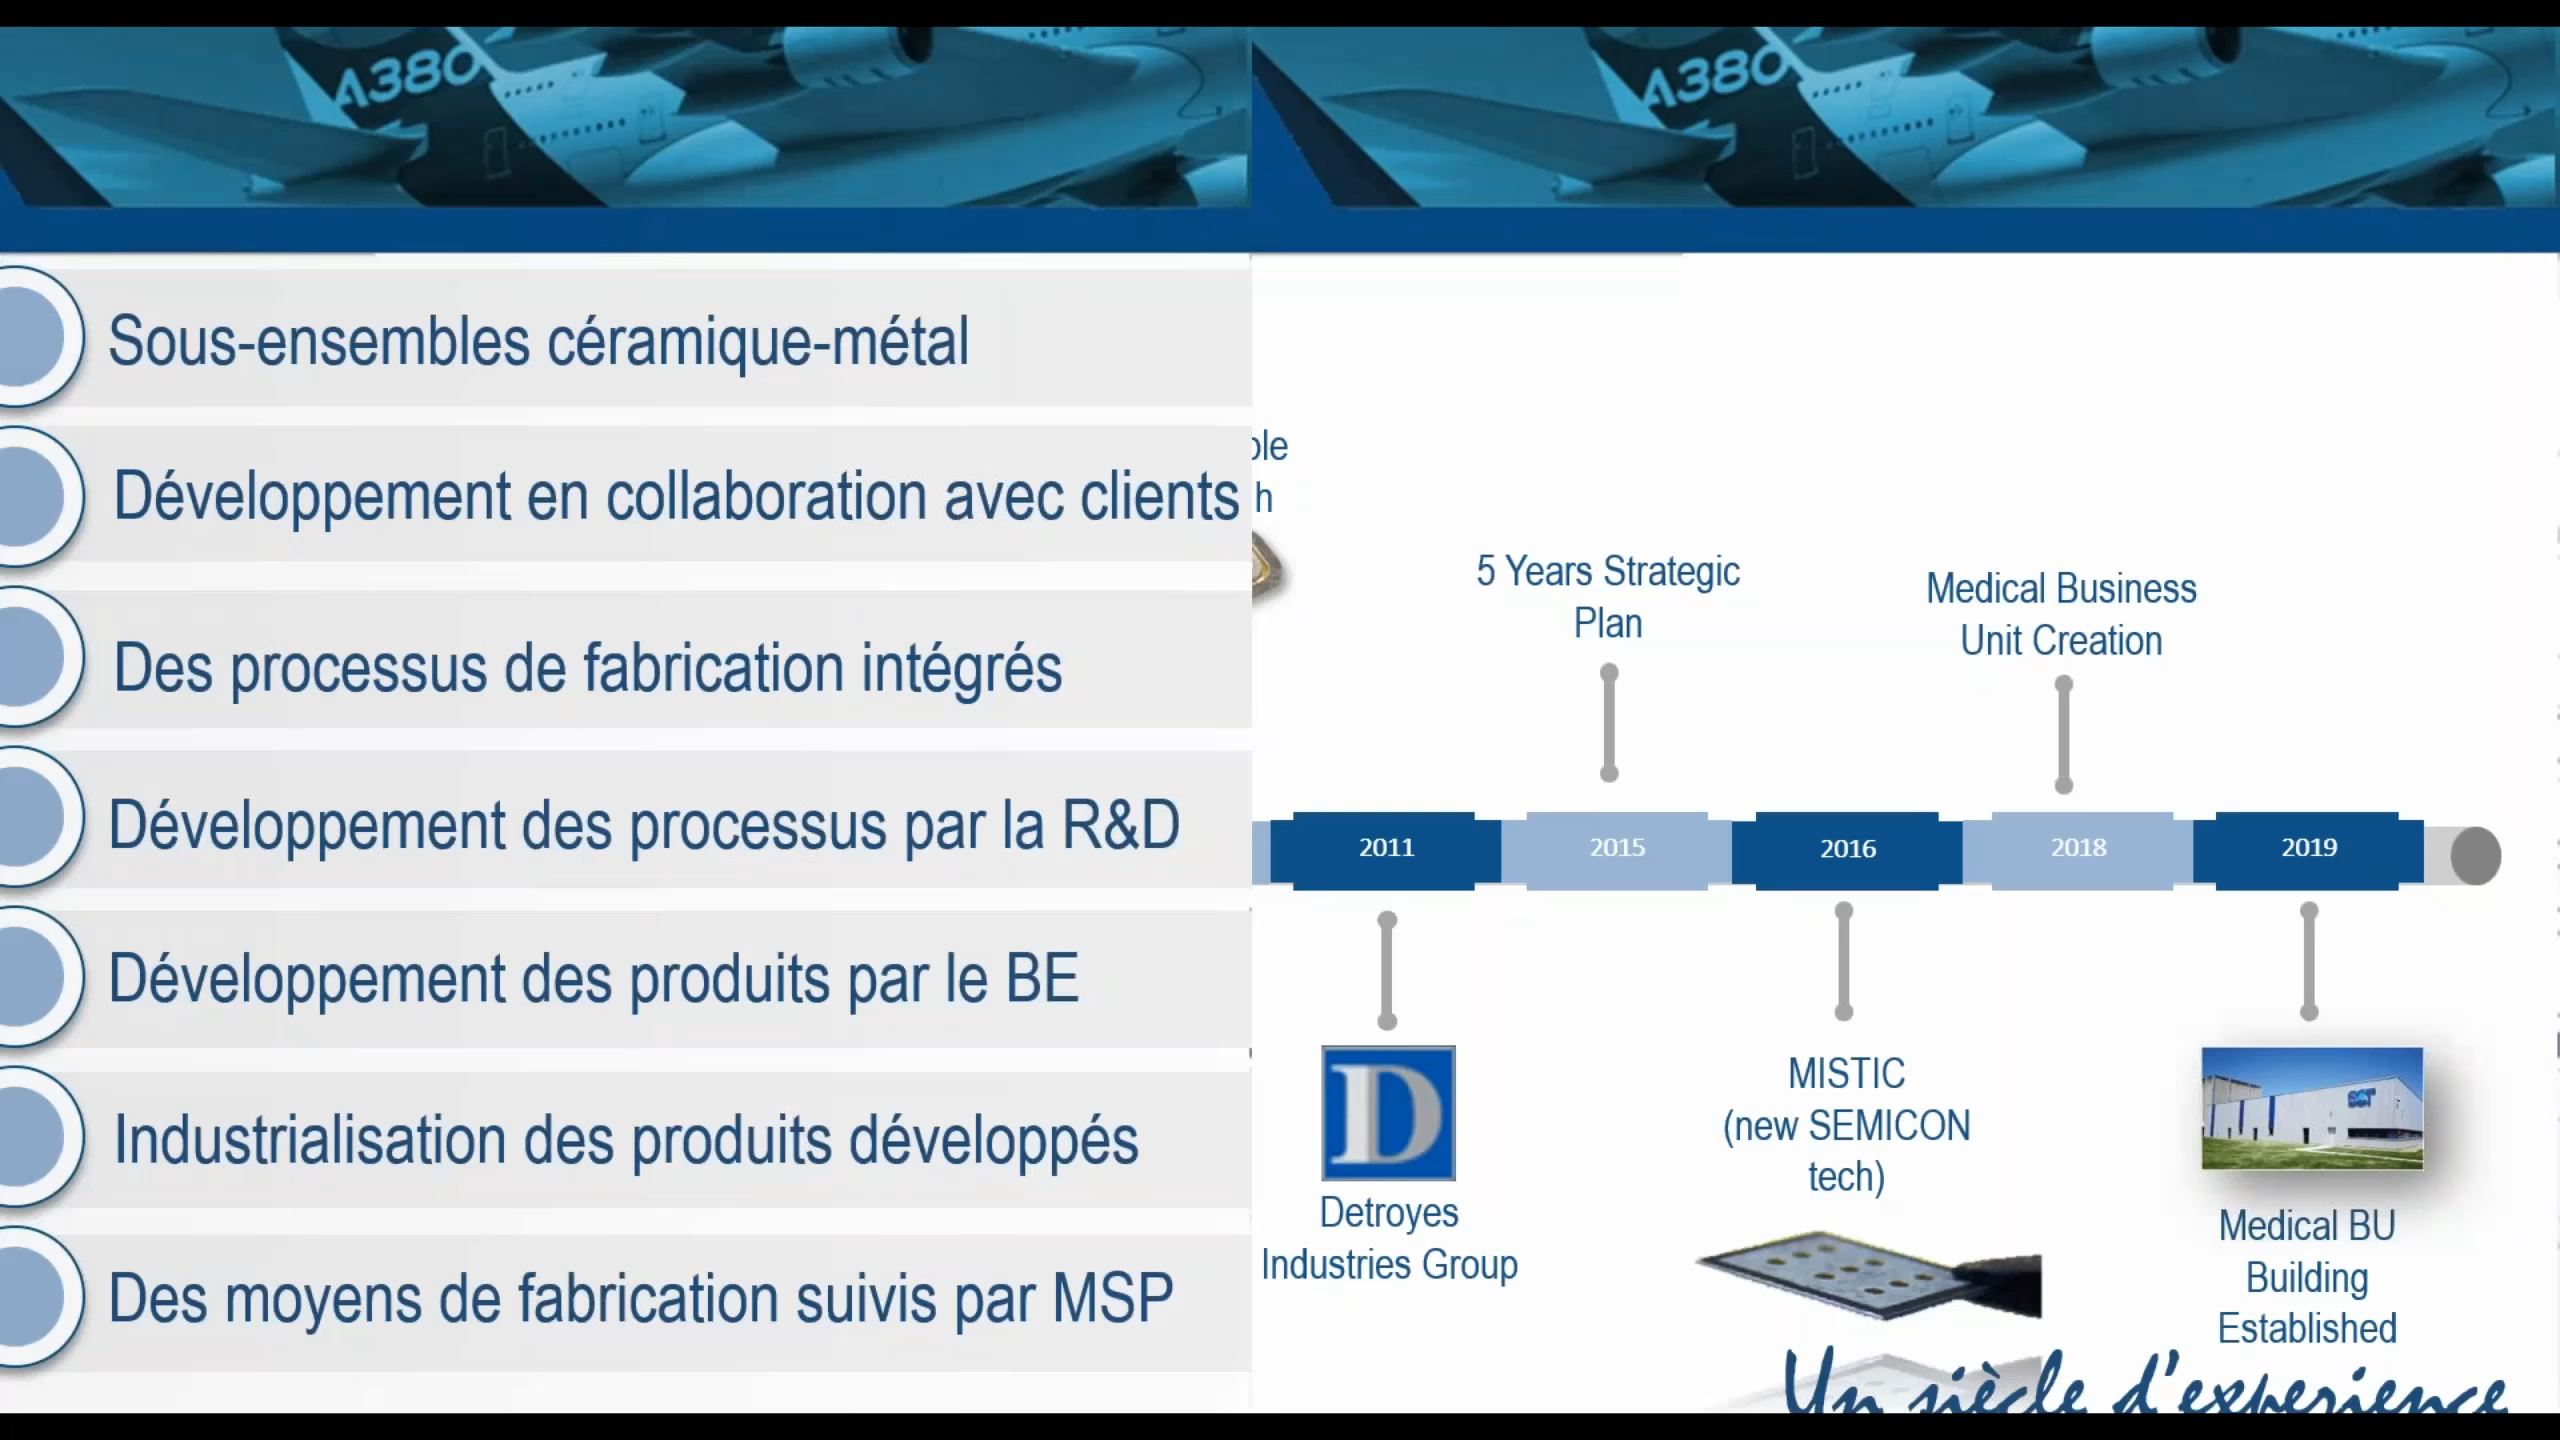 A380
A380
Sous-ensembles céramique-métal
Développement en collaboration avec clients
Des processus de fabrication intégrés
Développement des processus par la R&D
Développement des produits par le BE
Industrialisation des produits développés
Des moyens de fabrication suivis par MSP
5 Years Strategic
Plan
Medical Business
Unit Creation
2011
2015
2016
2018
2019
D
Detroyes
Industries Group
MISTIC
(new SEMICON
tech)
SCT
Medical BU
Building
Established
Un siècle d'experience